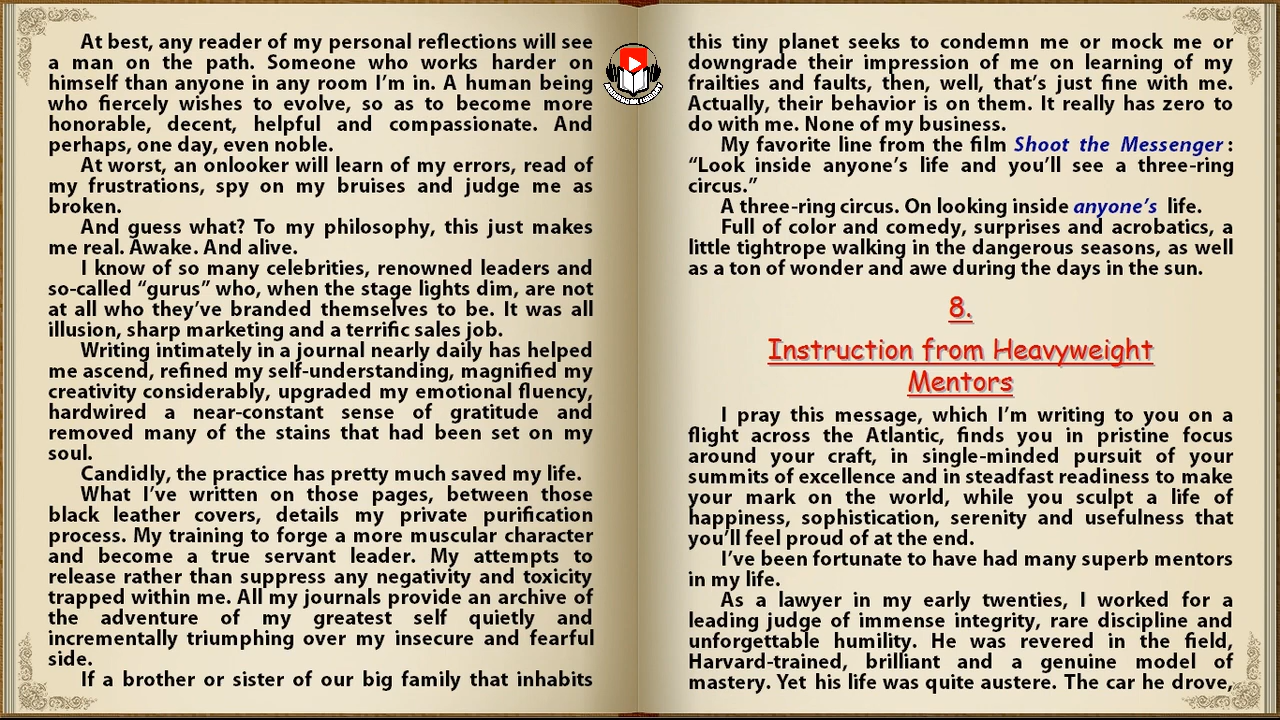 At best, any reader of my personal reflections will see
a man on the path. Someone who works harder on
himself than anyone in any room I’m in. A human being
who fiercely wishes to evolve, so as to become more
honorable, decent, helpful and compassionate. And
perhaps, one day, even noble.
At worst, an onlooker will learn of my errors, read of
my frustrations, spy on my bruises and judge me as
broken.
And guess what? To my philosophy, this just makes
me real. Awake. And alive.
I know of so many celebrities, renowned leaders and
so-called “gurus” who, when the stage lights dim, are not
at all who they’ve branded themselves to be. It was all
illusion, sharp marketing and a terrific sales job.
Writing intimately in a journal nearly daily has helped
me ascend, refined my self-understanding, magnified my
creativity considerably, upgraded my emotional fluency,
hardwired a near-constant sense of gratitude and
removed many of the stains that had been set on my
soul.
Candidly, the practice has pretty much saved my life.
What I’ve written on those pages, between those
black leather covers, details my private purification
process. My training to forge a more muscular character
and become a true servant leader. My attempts to
release rather than suppress any negativity and toxicity
trapped within me. All my journals provide an archive of
the adventure of my greatest self quietly and
incrementally triumphing over my insecure and fearful
side.
If a brother or sister of our big family that inhabits
this tiny planet seeks to condemn me or mock me or
downgrade their impression of me on learning of my
frailties and faults, then, well, that’s just fine with me.
Actually, their behavior is on them. It really has zero to
do with me. None of my business.
My favorite line from the film Shoot the Messenger :
“Look inside anyone’s life and you’ll see a three-ring
circus.”
A three-ring circus. On looking inside anyone’s life.
Full of color and comedy, surprises and acrobatics, a
little tightrope walking in the dangerous seasons, as well
as a ton of wonder and awe during the days in the sun.
8.
Instruction from Heavyweight
Mentors
I pray this message, which I’m writing to you on a
flight across the Atlantic, finds you in pristine focus
around your craft, in single-minded pursuit of your
summits of excellence and in steadfast readiness to make
your mark on the world, while you sculpt a life of
happiness, sophistication, serenity and usefulness that
you’ll feel proud of at the end.
I’ve been fortunate to have had many superb mentors
in my life.
As a lawyer in my early twenties, I worked for a
leading judge of immense integrity, rare discipline and
unforgettable humility. He was revered in the field,
Harvard-trained, brilliant and a genuine model of
mastery. Yet his life was quite austere. The car he drove,